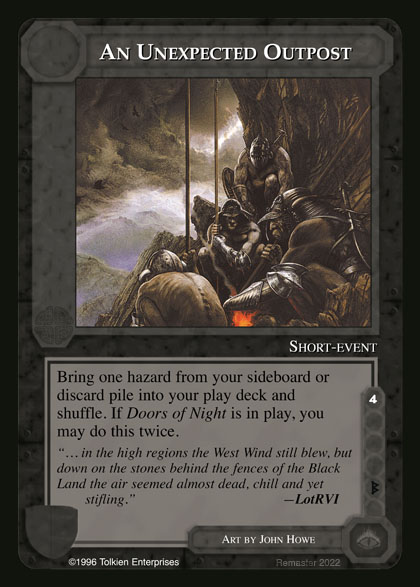 An Unexpected Outpost
Short-event
Bring one hazard from your sideboard or
discard pile into your play deck and
shuffle. If Doors of Night is in play, you
may do this twice.
4
“… in the high regions the West Wind still blew, but
down on the stones behind the fences of the Black
Land the air seemed almost dead, chill and yet
stifling.” –LotRVI
Art by John Howe
©1996 Tolkien Enterprises
Remaster 2022